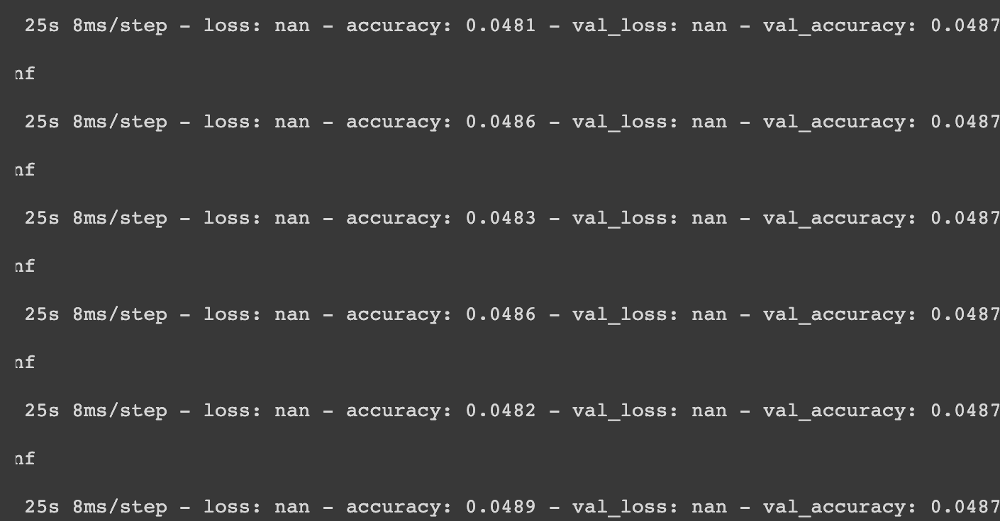 25s 8ms/step - loss: nan - accuracy: 0.0481 - val_loss: nan - val_accuracy: 0.0487
nf
25s 8ms/step - loss: nan - accuracy: 0.0486 - val_loss: nan - val_accuracy: 0.0487
nf
25s 8ms/step - loss: nan - accuracy: 0.0483 - val_loss: nan - val_accuracy: 0.0487
nf
25s 8ms/step - loss: nan - accuracy: 0.0486 - val_loss: nan - val_accuracy: 0.0487
nf
25s 8ms/step - loss: nan - accuracy: 0.0482 - val_loss: nan - val_accuracy: 0.0487
nf
25s 8ms/step - loss: nan - accuracy: 0.0489 - val_loss: nan - val_accuracy: 0.0487